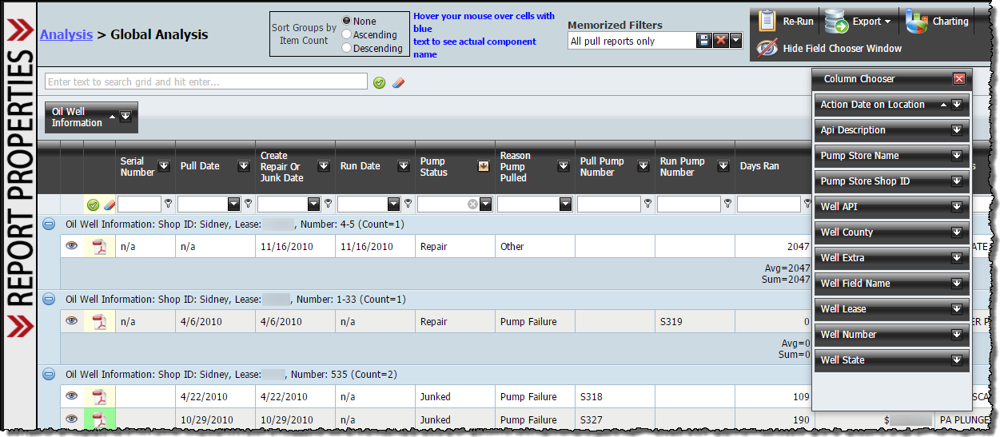 REPORT PROPERTIES
Analysis > Global Analysis
Sort Groups by
Item Count
None
Ascending
Descending
Hover your mouse over cells with
blue
text to see actual component
name
Memorized Filters
All pull reports only
Re-Run
Export
Charting
Hide Field Chooser Window
Enter text to search grid and hit enter...
Oil Well
Information
Column Chooser
Action Date on Location
Api Description
Pump Store Name
Pump Store Shop ID
Well API
Well County
Well Extra
Well Field Name
Well Lease
Well Number
Well State
Serial
Number
Pull Date
Create
Repair Or
Junk Date
Run Date
Pump
Status
Reason
Pump
Pulled
Pull Pump
Number
Run Pump
Number
Days Ran
Oil Well Information: Shop ID: Sidney, Lease: , Number: 4-5 (Count=1)
n/a n/a 11/16/2010 11/16/2010 Repair Other 2047
Avg=2047
Sum=2047
Oil Well Information: Shop ID: Sidney, Lease: , Number: 1-33 (Count=1)
n/a 4/6/2010 4/6/2010 n/a Repair Pump Failure S319 0
Avg=0
Sum=0
Oil Well Information: Shop ID: Sidney, Lease: , Number: 535 (Count=2)
4/22/2010 4/22/2010 n/a Junked Pump Failure S318 109
10/29/2010 10/29/2010 n/a Junked Pump Failure S327 190 $ PA PLUNGE